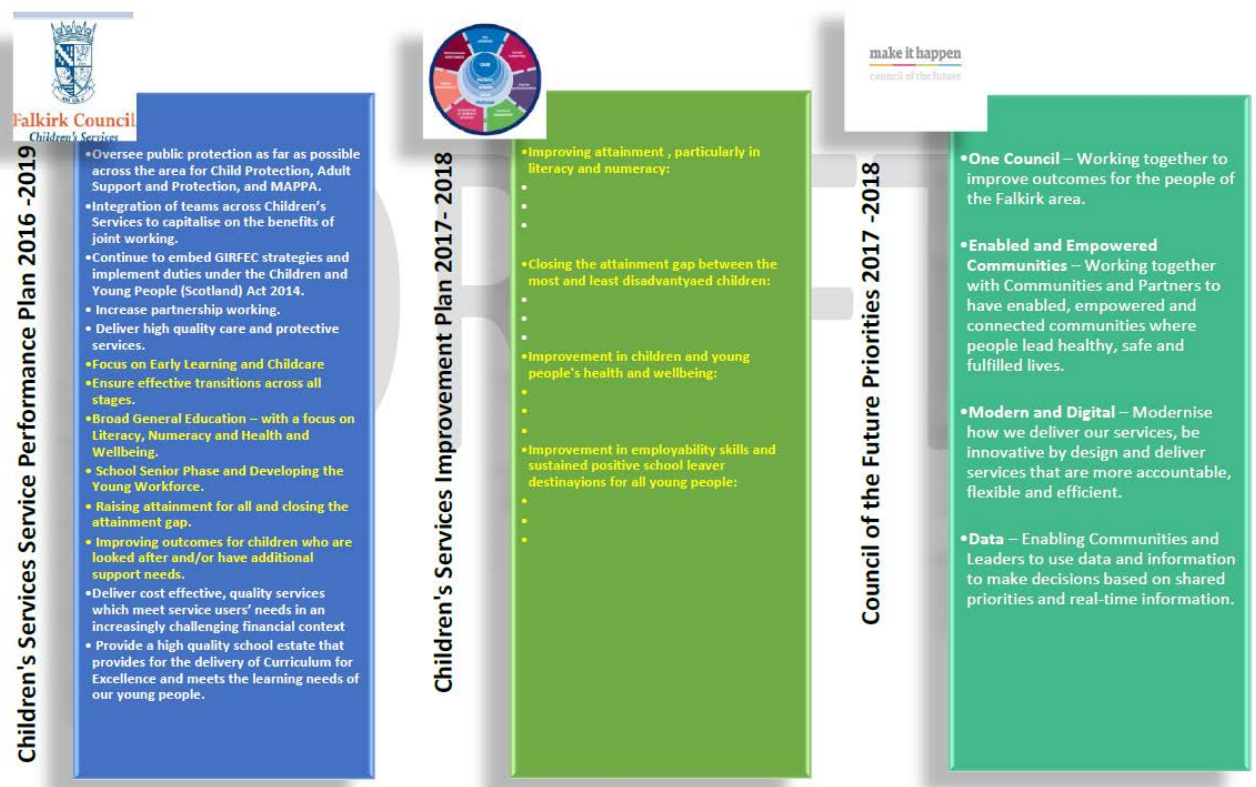 Falkirk Council
Children's Services
Children's Services Service Performance Plan 2016 -2019
•Oversee public protection as far as possible
across the area for Child Protection, Adult
Support and Protection, and MAPPA.
•Integration of teams across Children's
Services to capitalise on the benefits of
joint working.
•Continue to embed GIRFEC strategies and
implement duties under the Children and
Young People (Scotland) Act 2014.
• Increase partnership working.
• Deliver high quality care and protective
services.
•Focus on Early Learning and Childcare
•Ensure effective transitions across all
stages.
•Broad General Education – with a focus on
Literacy, Numeracy and Health and
Wellbeing.
• School Senior Phase and Developing the
Young Workforce.
• Raising attainment for all and closing the
attainment gap.
• Improving outcomes for children who are
looked after and/or have additional
support needs.
•Deliver cost effective, quality services
which meet service users' needs in an
increasingly challenging financial context
• Provide a high quality school estate that
provides for the delivery of Curriculum for
Excellence and meets the learning needs of
our young people.
Children's Services Improvement Plan 2017- 2018
•Improving attainment , particularly in
literacy and numeracy:
•
•
•
•Closing the attainment gap between the
most and least disadvantyaed children:
•
•
•
•Improvement in children and young
people's health and wellbeing:
•
•
•
•Improvement in employability skills and
sustained positive school leaver
destinayions for all young people:
•
•
•
make it happen
council of the future
Council of the Future Priorities 2017 -2018
•One Council – Working together to
improve outcomes for the people of
the Falkirk area.
•Enabled and Empowered
Communities – Working together
with Communities and Partners to
have enabled, empowered and
connected communities where
people lead healthy, safe and
fulfilled lives.
•Modern and Digital – Modernise
how we deliver our services, be
innovative by design and deliver
services that are more accountable,
flexible and efficient.
•Data – Enabling Communities and
Leaders to use data and information
to make decisions based on shared
priorities and real-time information.